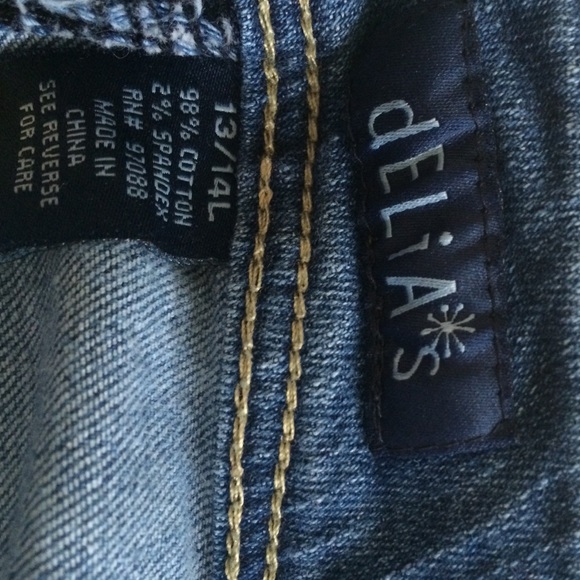 13/14L
98% COTTON
2% SPANDEX
RN# 97088
MADE IN
CHINA
SEE REVERSE
FOR CARE
dELiA*s